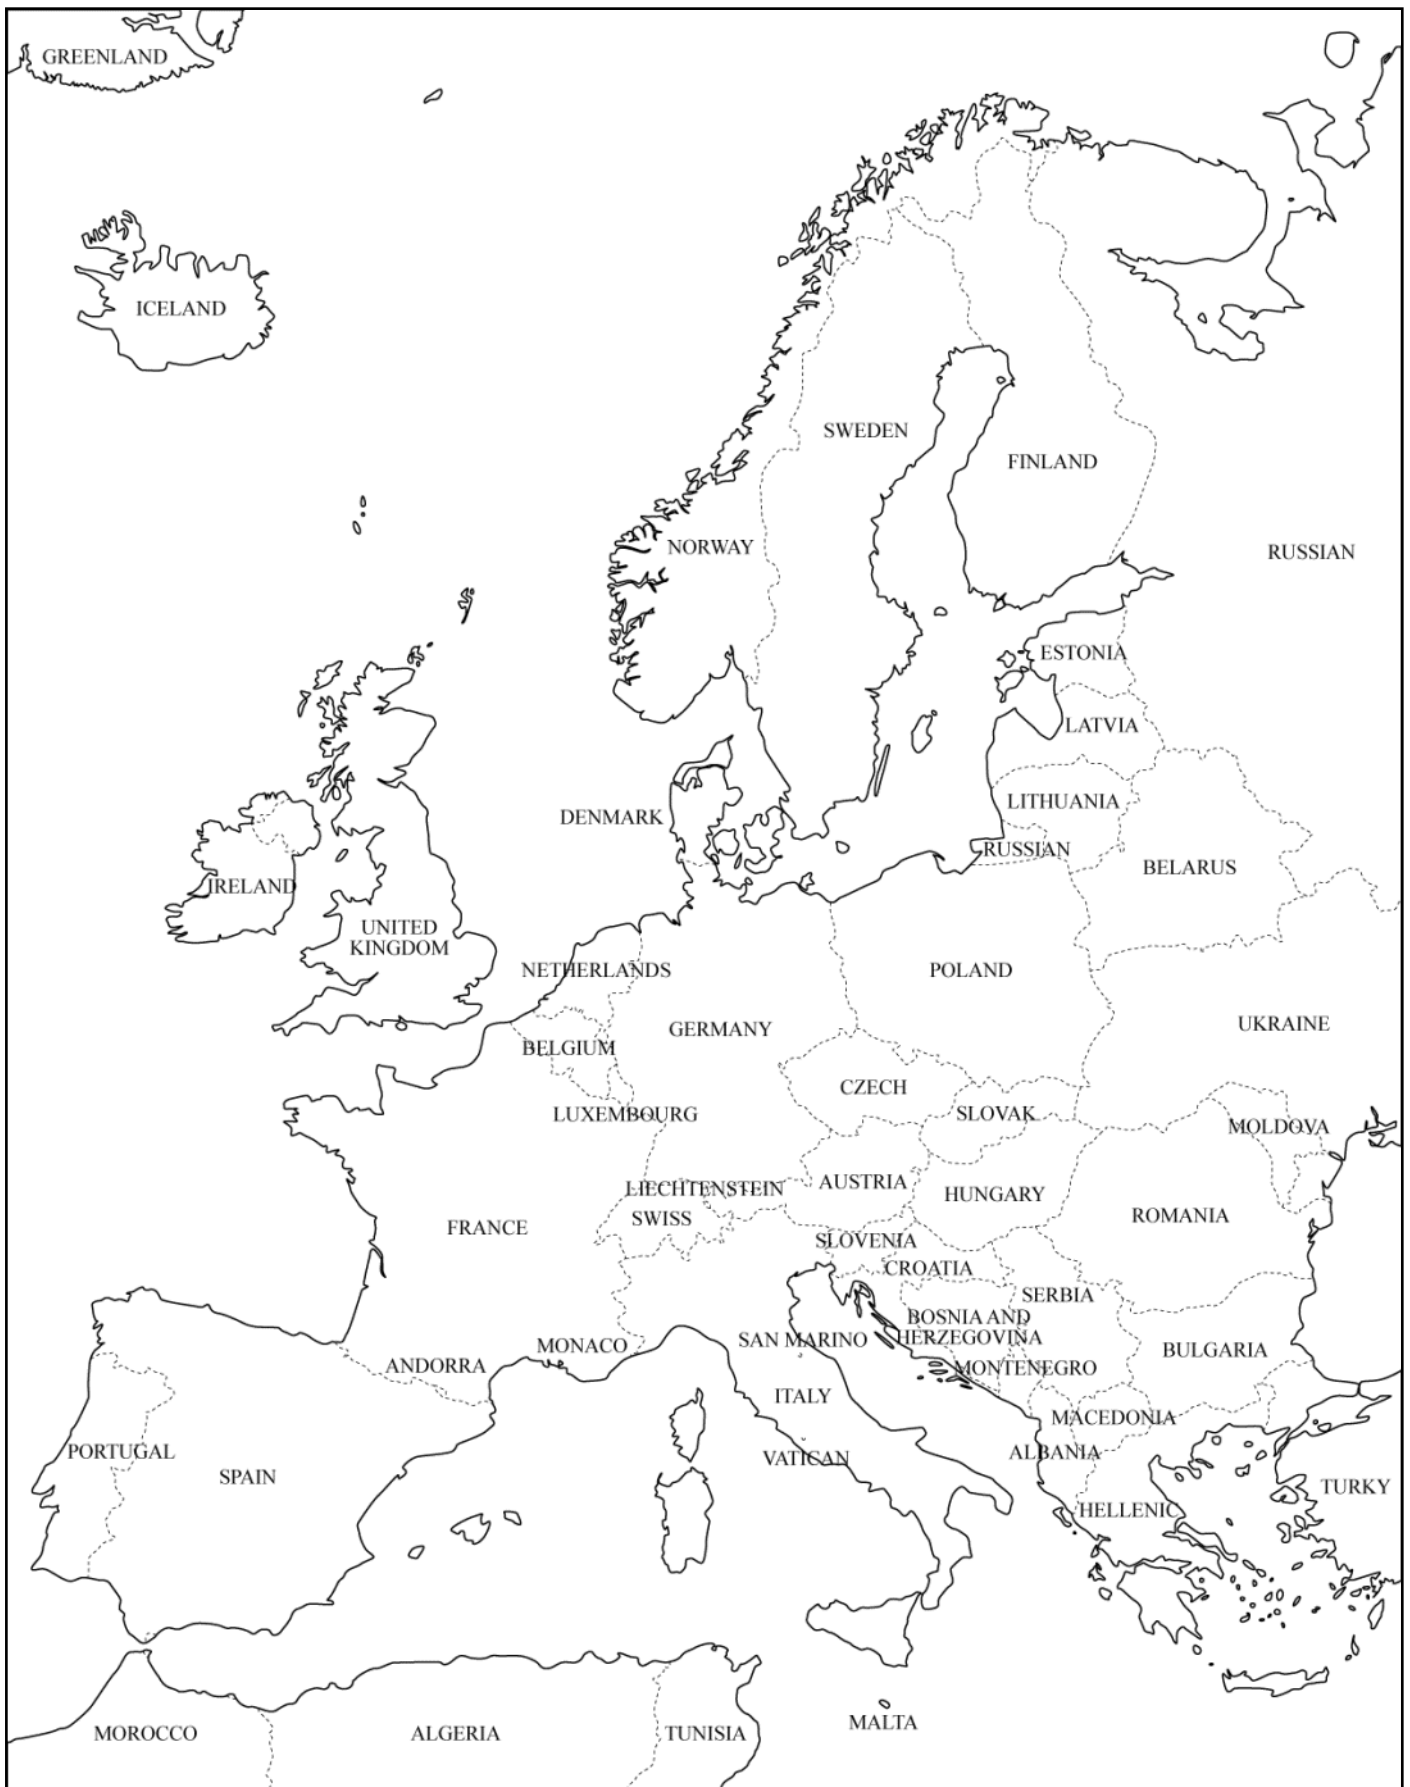 GREENLAND
ICELAND
SWEDEN
FINLAND
NORWAY
RUSSIAN
ESTONIA
LATVIA
LITHUANIA
DENMARK
RUSSIAN
BELARUS
IRELAND
UNITED
KINGDOM
NETHERLANDS
POLAND
GERMANY
UKRAINE
BELGIUM
CZECH
LUXEMBOURG
SLOVAK
MOLDOVA
LIECHTENSTEIN
AUSTRIA
HUNGARY
SWISS
ROMANIA
FRANCE
SLOVENIA
CROATIA
SERBIA
BOSNIA AND
HERZEGOVINA
MONACO
SAN MARINO
BULGARIA
ANDORRA
MONTENEGRO
ITALY
MACEDONIA
PORTUGAL
ALBANIA
VATICAN
SPAIN
TURKY
HELLENIC
MALTA
MOROCCO
ALGERIA
TUNISIA